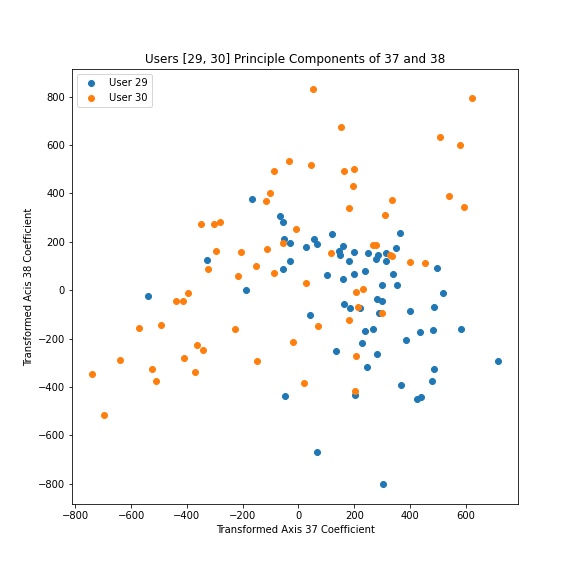 Users [29, 30] Principle Components of 37 and 38
User 29
User 30
Transformed Acis 38 Coefficient
800
600
400
200
0
−200
−400
−600
−800
−800 −600 −400 −200 0 200 400 600
Transformed Axis 37 Coefficient